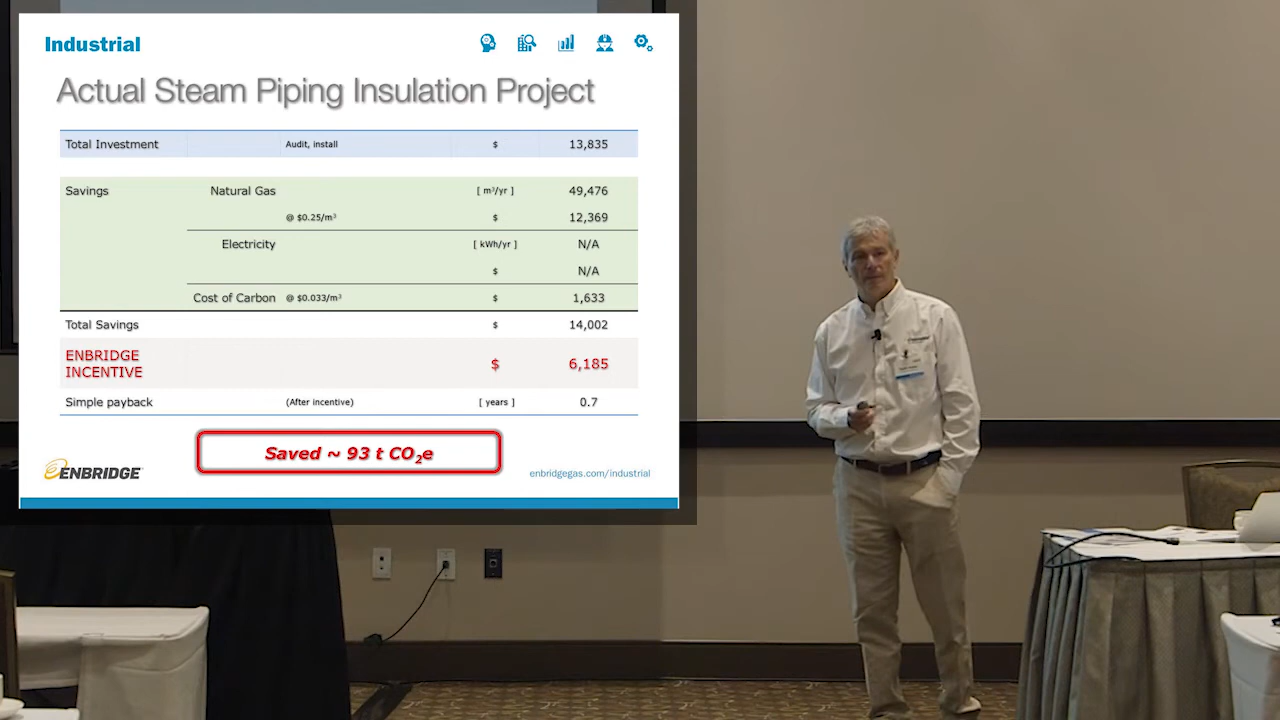 Industrial
Actual Steam Piping Insulation Project
Total Investment Audit, install $ 13,835
Savings Natural Gas [ m³/yr ] 49,476
@ $0.25/m³ $ 12,369
Electricity [ kWh/yr ] N/A
$ N/A
Cost of Carbon @ $0.033/m³ $ 1,633
Total Savings $ 14,002
ENBRIDGE
INCENTIVE $ 6,185
Simple payback (After incentive) [ years ] 0.7
Saved ~ 93 t CO₂e
ENBRIDGE
enbridgegas.com/industrial